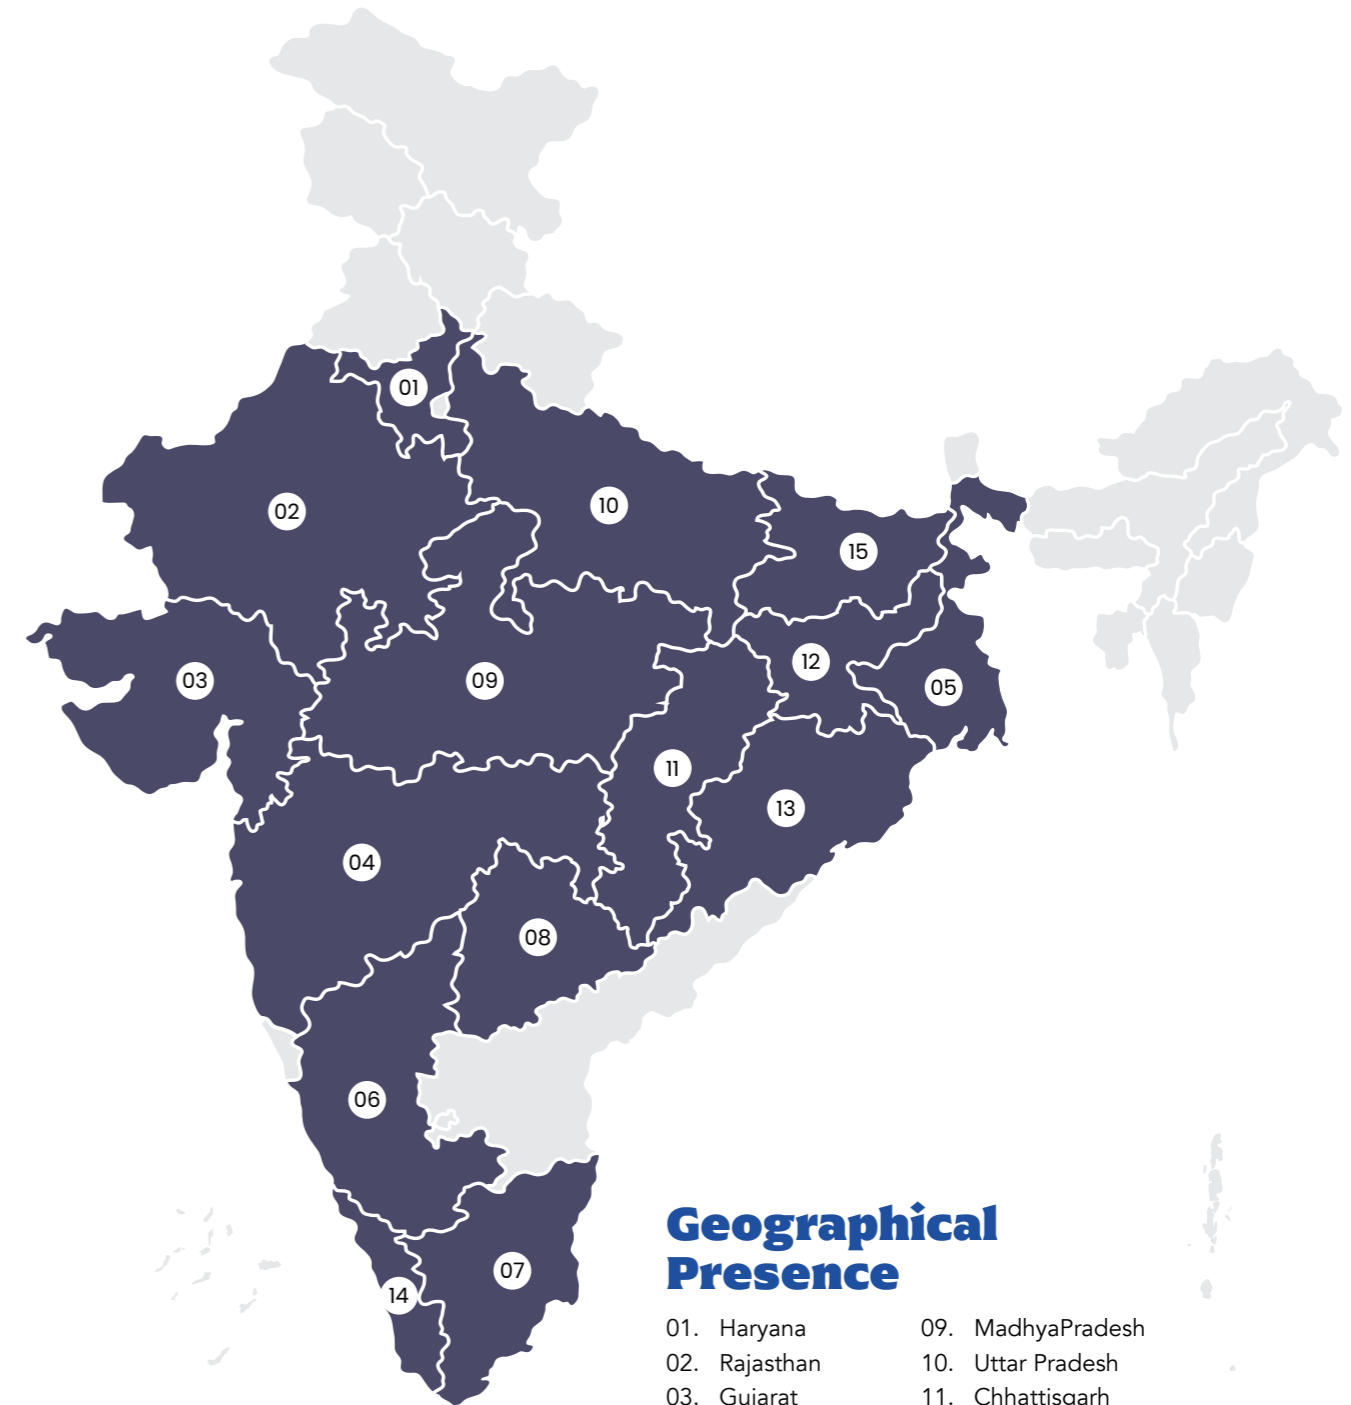 01
02
10
15
12
03
09
05
11
13
04
08
06
07
14
Geographical
Presence
01. Haryana
02. Rajasthan
03. Gujarat
09. MadhyaPradesh
10. Uttar Pradesh
11. Chhattisgarh